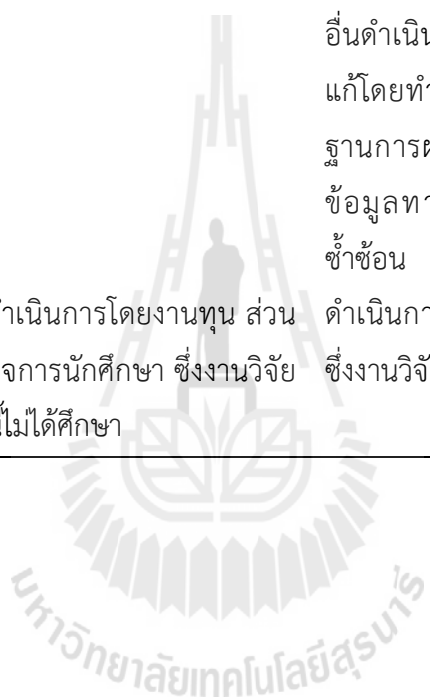 อื่นดำเนิน
แก้โดยทำ
ฐานการ
ข้อมูลทา
ซ้ำซ้อน
ำเนินการโดยงานทุน ส่วน ดำเนินกา
จการนักศึกษา ซึ่งงานวิจัย ซึ่งงานวิจั
ไม่ได้ศึกษา
มหาวิทยาลัยเทคโนโลยีสุรนารี